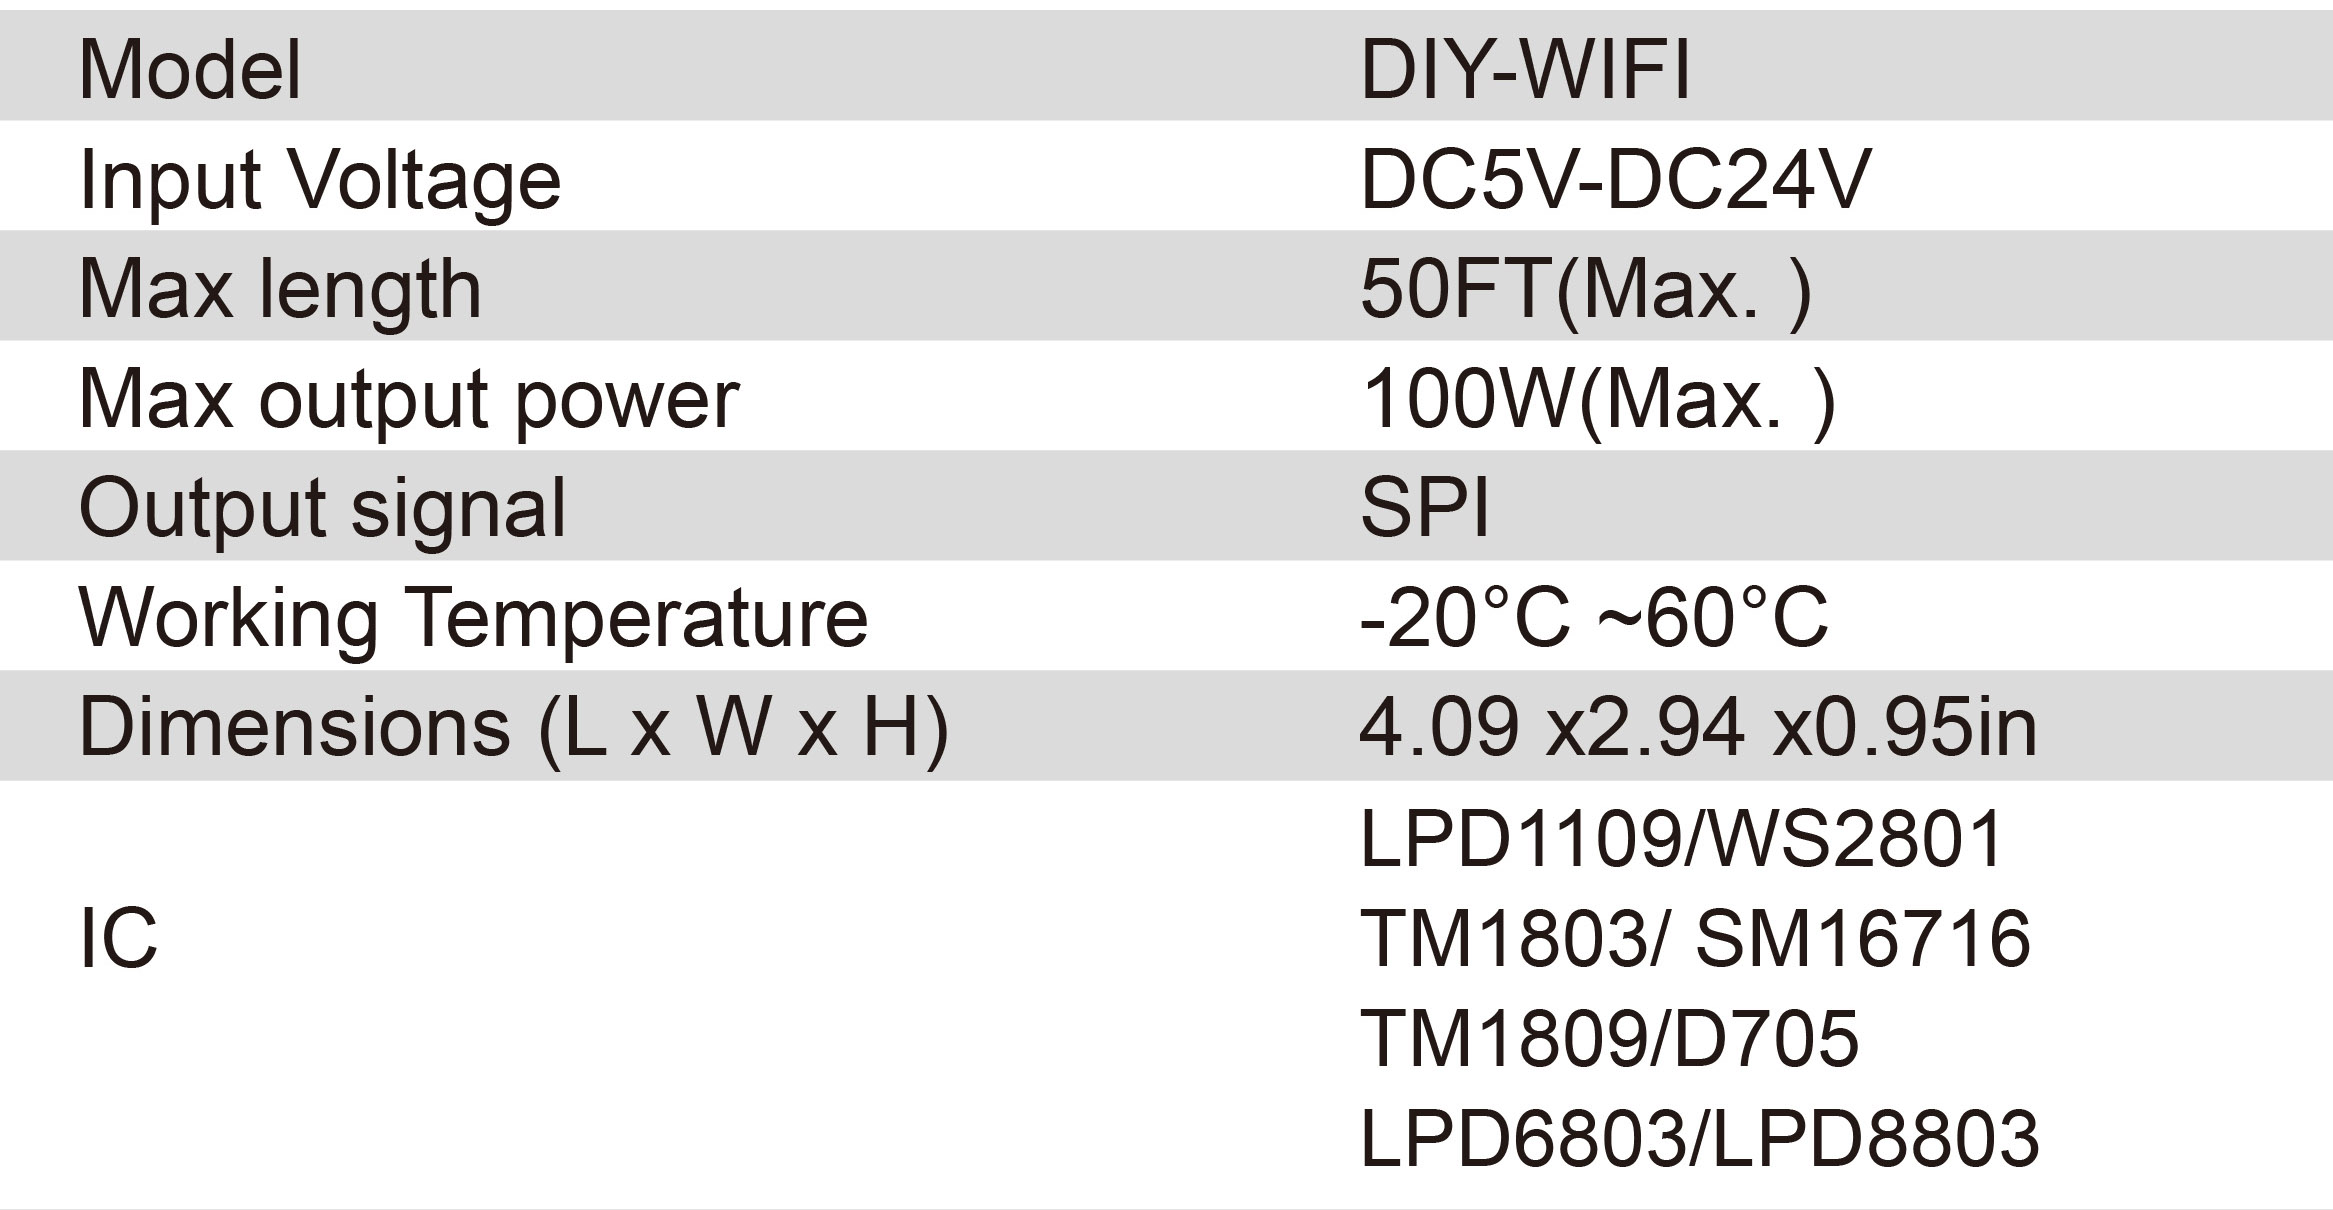 Model DIY-WIFI
Input Voltage DC5V-DC24V
Max length 50FT(Max. )
Max output power 100W(Max. )
Output signal SPI
Working Temperature -20°C ~60°C
Dimensions (L x W x H) 4.09 x2.94 x0.95in
LPD1109/WS2801
IC TM1803/ SM16716
TM1809/D705
LPD6803/LPD8803